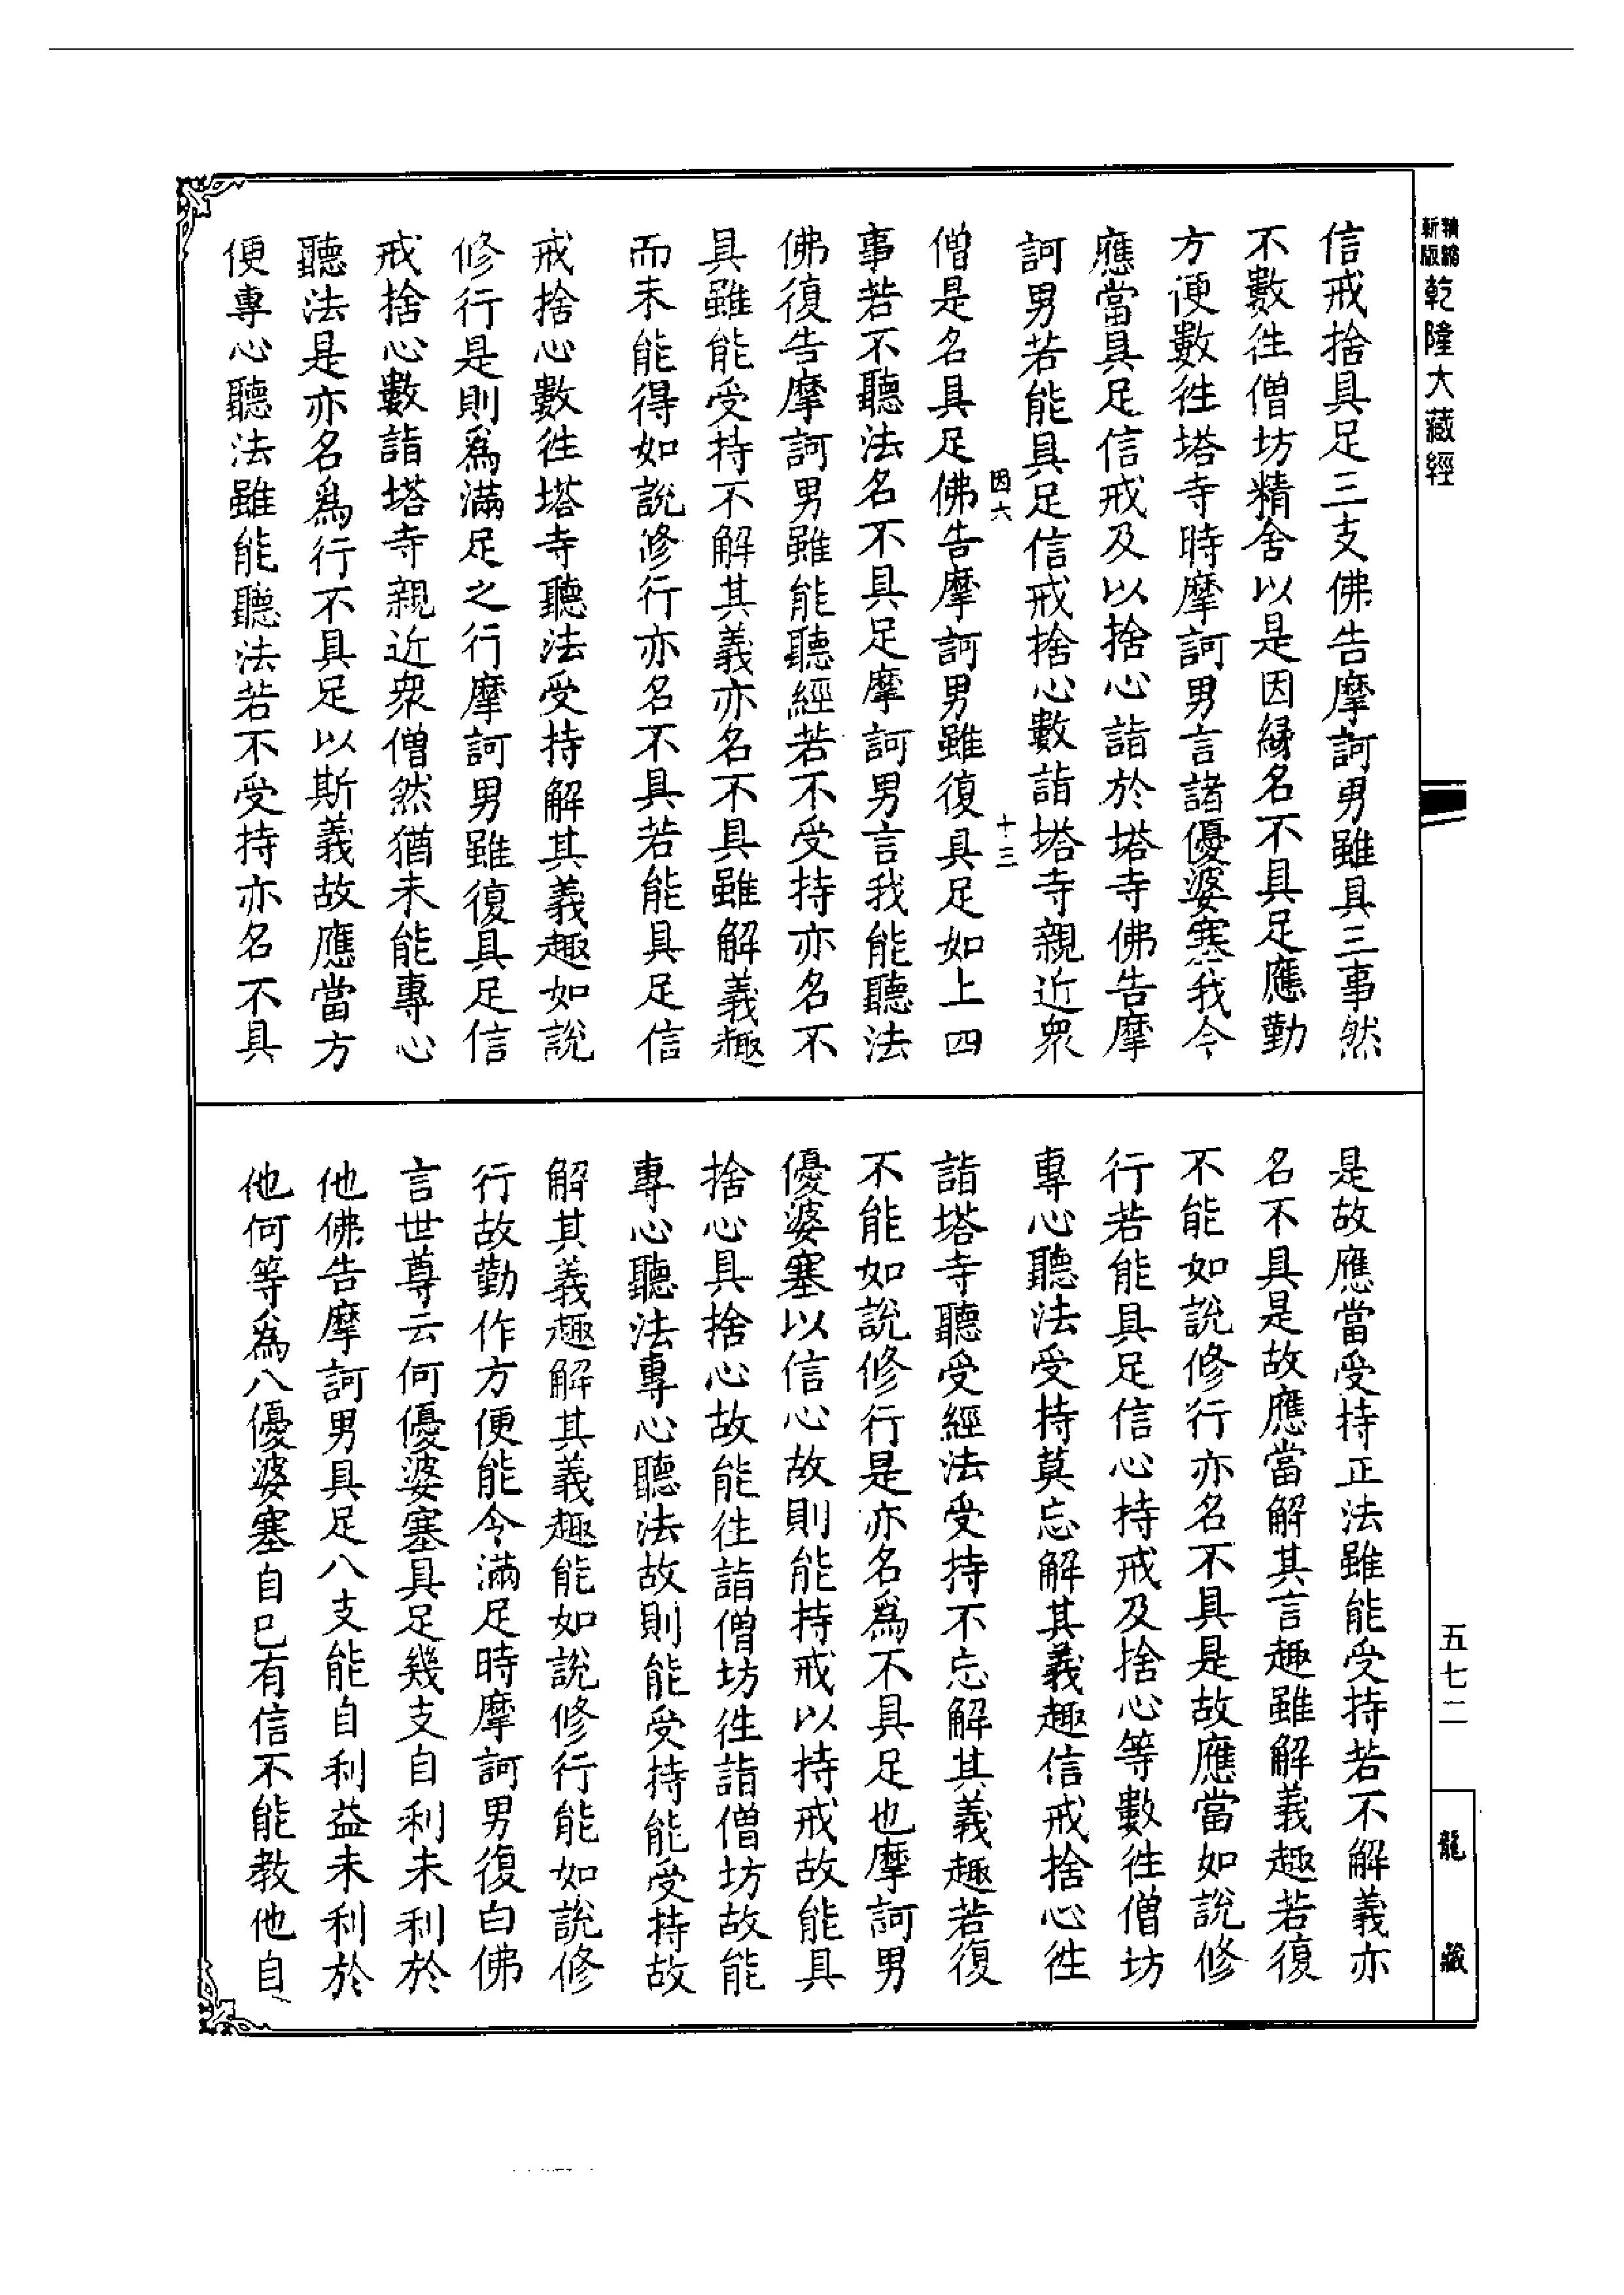 精縮新版
乾隆大藏經
信戒捨具足三支佛告摩訶男雖具三事然
不數往僧坊精舍以是因緣名不具足應勤
方便數往塔寺時摩訶男言諸優婆塞我今
應當具足信戒及以捨心詣於塔寺佛告摩
訶男若能具足信戒捨心數詣塔寺親近眾
因六
十三
僧是名具足佛告摩訶男雖復具足如上四
事若不聽法名不具足摩訶男言我能聽法
佛復告摩訶男雖能聽經若不受持亦名不
具雖能受持不解其義亦名不具雖解義趣
而未能得如說修行亦名不具若能具足信
戒捨心數往塔寺聽法受持解其義趣如說
修行是則為滿足之行摩訶男雖復具足信
戒捨心數詣塔寺親近眾僧然猶未能專心
聽法是亦名為行不具足以斯義故應當方
便專心聽法雖能聽法若不受持亦名不具
是故應當受持正法雖能受持若不解義亦
名不具是故應當解其言趣雖解義趣若復
不能如說修行亦名不具是故應當如說修
行若能具足信心持戒及捨心等數往僧坊
專心聽法受持莫忘解其義趣信戒捨心往
詣塔寺聽受經法受持不忘解其義趣若復
不能如說修行是亦名為不具足也摩訶男
優婆塞以信心故則能持戒以持戒故能具
捨心具捨心故能往詣僧坊往詣僧坊故能
專心聽法專心聽法故則能受持能受持故
解其義趣解其義趣能如說修行能如說修
行故勤作方便能令滿足時摩訶男復白佛
言世尊云何優婆塞具足幾支自利未利於
他佛告摩訶男具足八支能自利益未利於
他何等為八優婆塞自巳有信不能教他自
五七二
龍藏